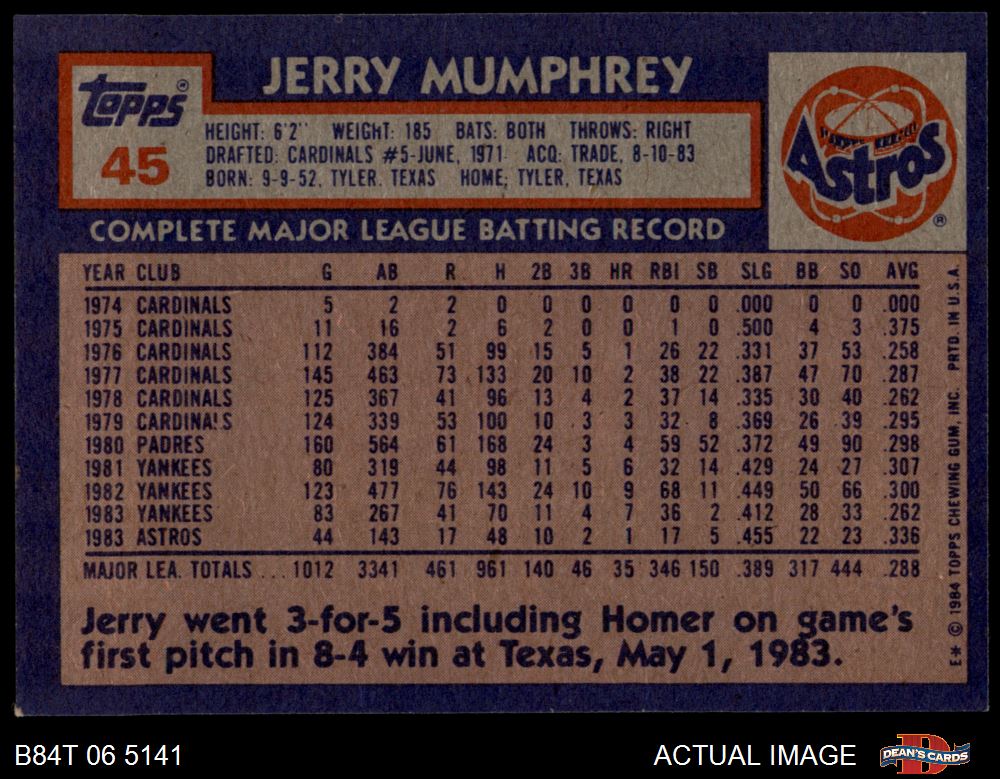 JERRY MUMPHREY
Topps®
45
HEIGHT: 6'2" WEIGHT: 185 BATS: BOTH THROWS: RIGHT
DRAFTED: CARDINALS #5-JUNE, 1971 ACQ: TRADE, 8-10-83
BORN: 9-9-52, TYLER. TEXAS HOME; TYLER, TEXAS
Astros
®
COMPLETE MAJOR LEAGUE BATTING RECORD
YEAR CLUB G AB R H 2B 3B HR RBI SB SLG BB SO AVG
1974 CARDINALS 5 2 2 0 0 0 0 0 0 .000 0 0 .000
1975 CARDINALS 11 16 2 6 2 0 0 1 0 .500 4 3 .375
1976 CARDINALS 112 384 51 99 15 5 1 26 22 .331 37 53 .258
1977 CARDINALS 145 463 73 133 20 10 2 38 22 .387 47 70 .287
1978 CARDINALS 125 367 41 96 13 4 2 37 14 .335 30 40 .262
1979 CARDINALS 124 339 53 100 10 3 3 32 8 .369 26 39 .295
1980 PADRES 160 564 61 168 24 3 4 59 52 .372 49 90 .298
1981 YANKEES 80 319 44 98 11 5 6 32 14 .429 24 27 .307
1982 YANKEES 123 477 76 143 24 10 9 68 11 .449 50 66 .300
1983 YANKEES 83 267 41 70 11 4 7 36 2 .412 28 33 .262
1983 ASTROS 44 143 17 48 10 2 1 17 5 .455 22 23 .336
MAJOR LEA. TOTALS ... 1012 3341 461 961 140 46 35 346 150 .389 317 444 .288
Jerry went 3-for-5 including Homer on game's
first pitch in 8-4 win at Texas, May 1, 1983.
E* © 1984 TOPPS CHEWING GUM, INC. PRTD. IN U.S.A.
B84T 06 5141
ACTUAL IMAGE
D
DEAN'S CARDS